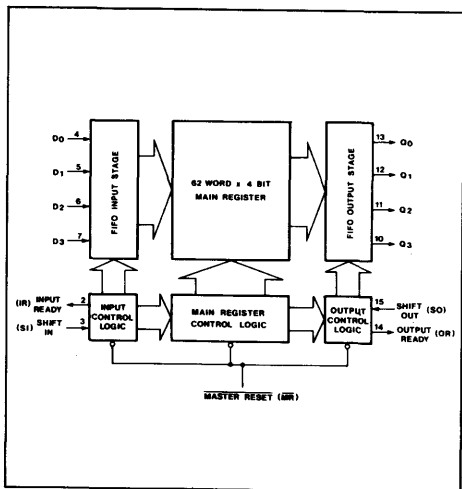 D0 4
D1 5
D2 6
D3 7
FIFO INPUT STAGE
62 WORD x 4 BIT
MAIN REGISTER
FIFO OUTPUT STAGE
13 Q0
12 Q1
11 Q2
10 Q3
(IR) INPUT READY 2
(SI) SHIFT IN 3
INPUT
CONTROL
LOGIC
MAIN REGISTER
CONTROL LOGIC
OUTPUT
CONTROL
LOGIC
15 SHIFT (SO)
OUT
14 OUTPUT
READY (OR)
MASTER RESET (MR)